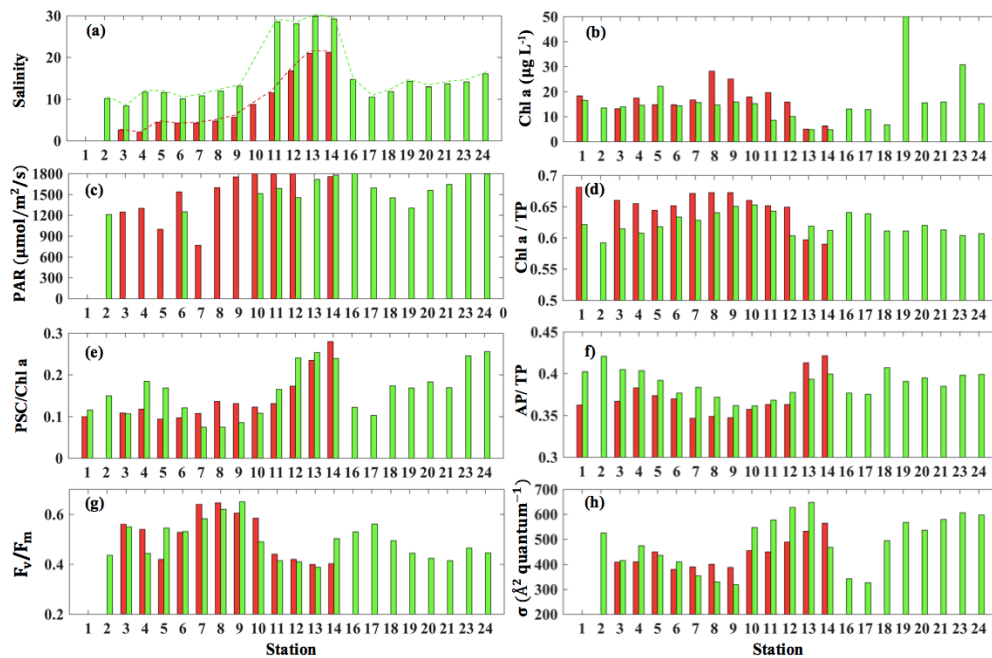 (a)
Salinity
30
20
10
0
1 2 3 4 5 6 7 8 9 10 11 12 13 14 16 17 18 19 20 21 23 24
(b)
Chl a (µg L⁻¹)
50
40
30
20
10
0
1 2 3 4 5 6 7 8 9 10 11 12 13 14 16 17 18 19 20 21 23 24
(c)
PAR (µmol/m²/s)
1800
1500
1200
900
600
300
0
1 2 3 4 5 6 7 8 9 10 11 12 13 14 16 17 18 19 20 21 23 24 0
(d)
Chl a / TP
0.7
0.65
0.6
0.55
0.5
1 2 3 4 5 6 7 8 9 10 11 12 13 14 16 17 18 19 20 21 23 24
(e)
PSC/Chl a
0.3
0.2
0.1
0
1 2 3 4 5 6 7 8 9 10 11 12 13 14 16 17 18 19 20 21 23 24
f)
AP/ TP
0.45
0.4
0.35
0.3
1 2 3 4 5 6 7 8 9 10 11 12 13 14 16 17 18 19 20 21 23 24
(g)
Fᵥ/Fₘ
0.6
0.4
0.2
1 2 3 4 5 6 7 8 9 10 11 12 13 14 16 17 18 19 20 21 23 24
Station
(h)
σ (Å² quantum⁻¹)
700
600
500
400
300
200
1 2 3 4 5 6 7 8 9 10 11 12 13 14 16 17 18 19 20 21 23 24
Station